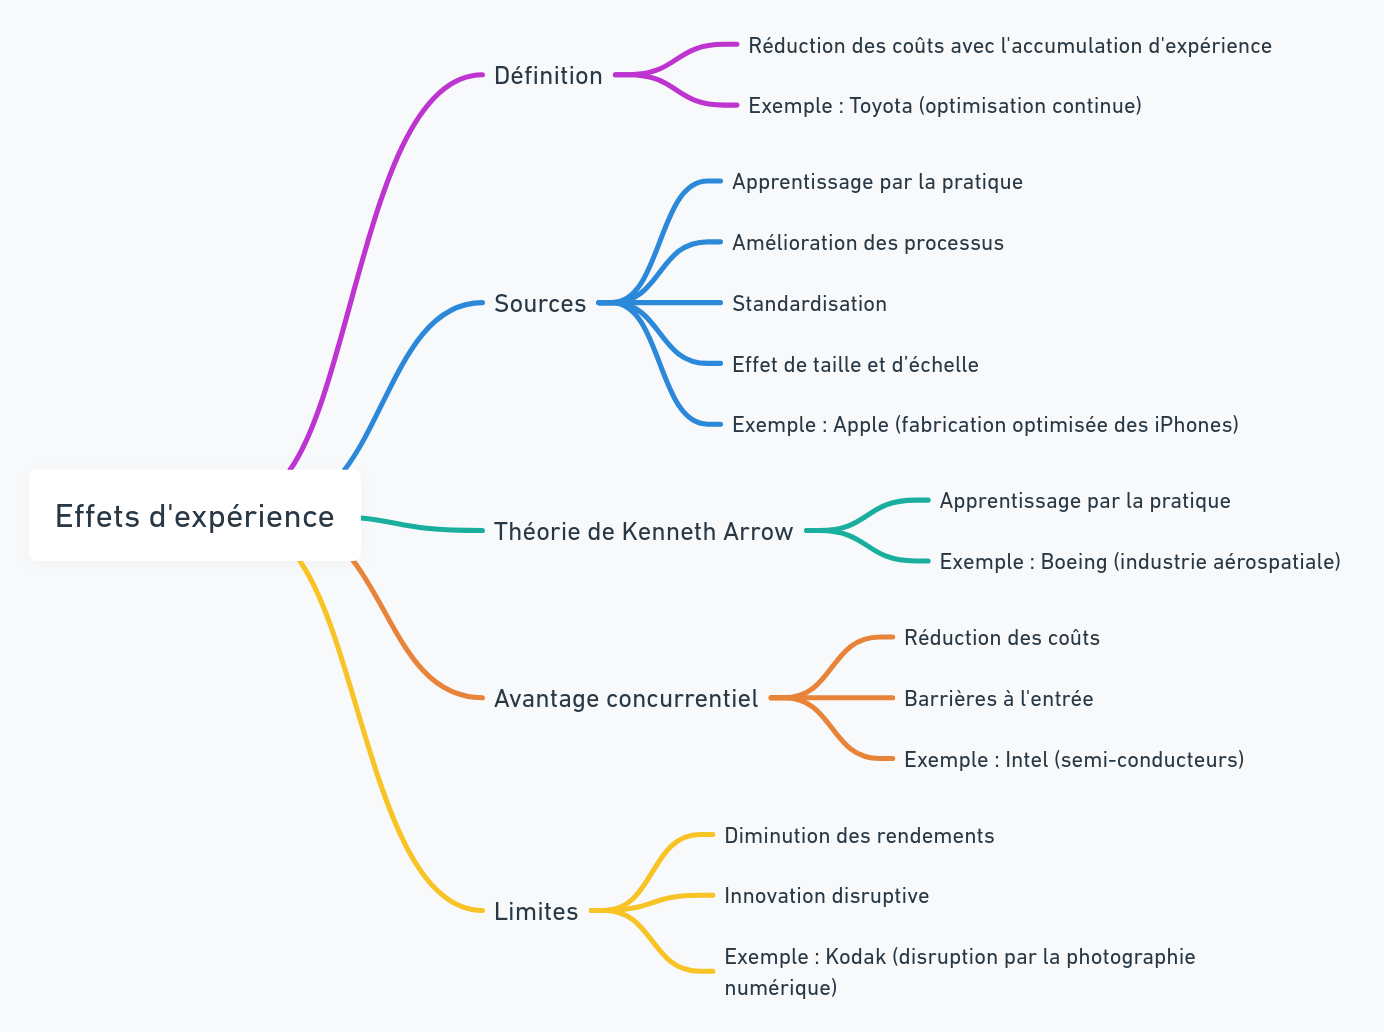 Effets d'expérience
Définition
Réduction des coûts avec l'accumulation d'expérience
Exemple : Toyota (optimisation continue)
Sources
Apprentissage par la pratique
Amélioration des processus
Standardisation
Effet de taille et d’échelle
Exemple : Apple (fabrication optimisée des iPhones)
Théorie de Kenneth Arrow
Apprentissage par la pratique
Exemple : Boeing (industrie aérospatiale)
Avantage concurrentiel
Réduction des coûts
Barrières à l'entrée
Exemple : Intel (semi-conducteurs)
Limites
Diminution des rendements
Innovation disruptive
Exemple : Kodak (disruption par la photographie
numérique)